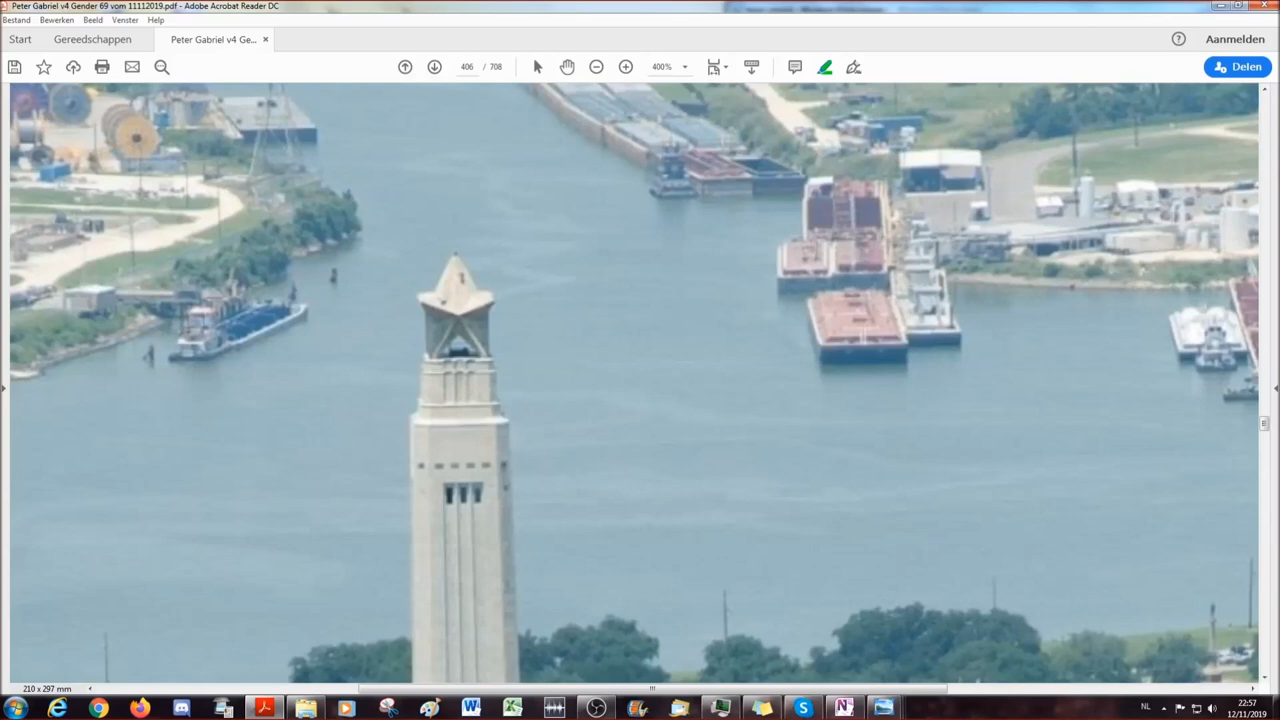 Peter Gabriel v4 Gender 69 vom 11112019.pdf - Adobe Acrobat Reader DC
Bestand Bewerken Beeld Venster Help
Start Gereedschappen Peter Gabriel v4 Ge... × Aanmelden
406 / 708 400% Delen
210 x 297 mm
NL 22:57
12/11/2019